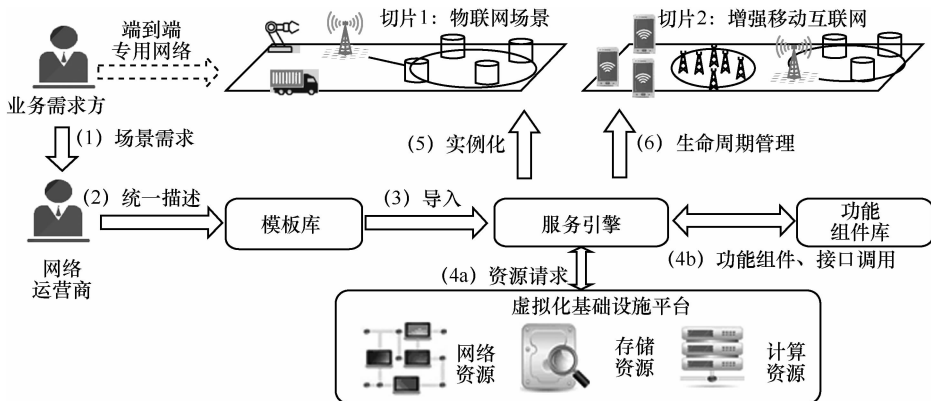 端到端
专用网络
切片1：物联网场景
切片2：增强移动互联网
业务需求方
(1) 场景需求
(5) 实例化
(6) 生命周期管理
(2) 统一描述
模板库
(3) 导入
服务引擎
功能
组件库
网络
运营商
(4a) 资源请求
(4b) 功能组件、接口调用
虚拟化基础设施平台
网络
资源
存储
资源
计算
资源